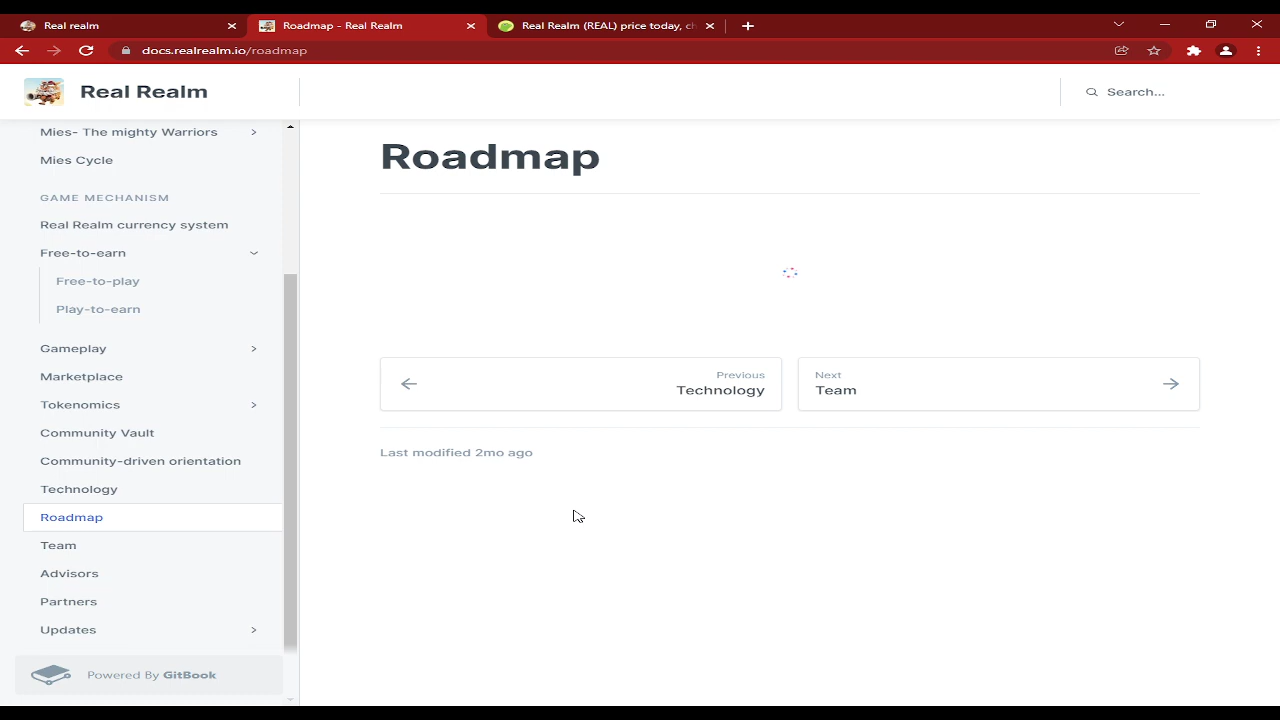 Real realm
Roadmap - Real Realm
Real Realm (REAL) price today, ch
docs.realrealm.io/roadmap
Real Realm
Search...
Mies- The mighty Warriors
Mies Cycle
GAME MECHANISM
Real Realm currency system
Free-to-earn
Free-to-play
Play-to-earn
Gameplay
Marketplace
Tokenomics
Community Vault
Community-driven orientation
Technology
Roadmap
Team
Advisors
Partners
Updates
Powered By GitBook
Roadmap
Previous
Technology
Next
Team
Last modified 2mo ago